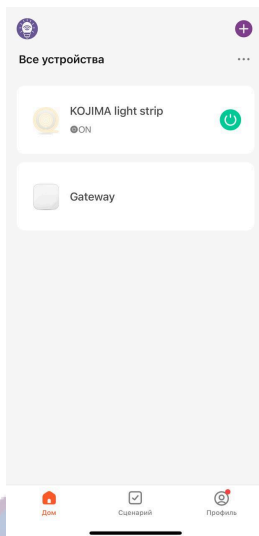 Все устройства
KOJIMA light strip
ON
Gateway
Дом
Сценарий
Профиль